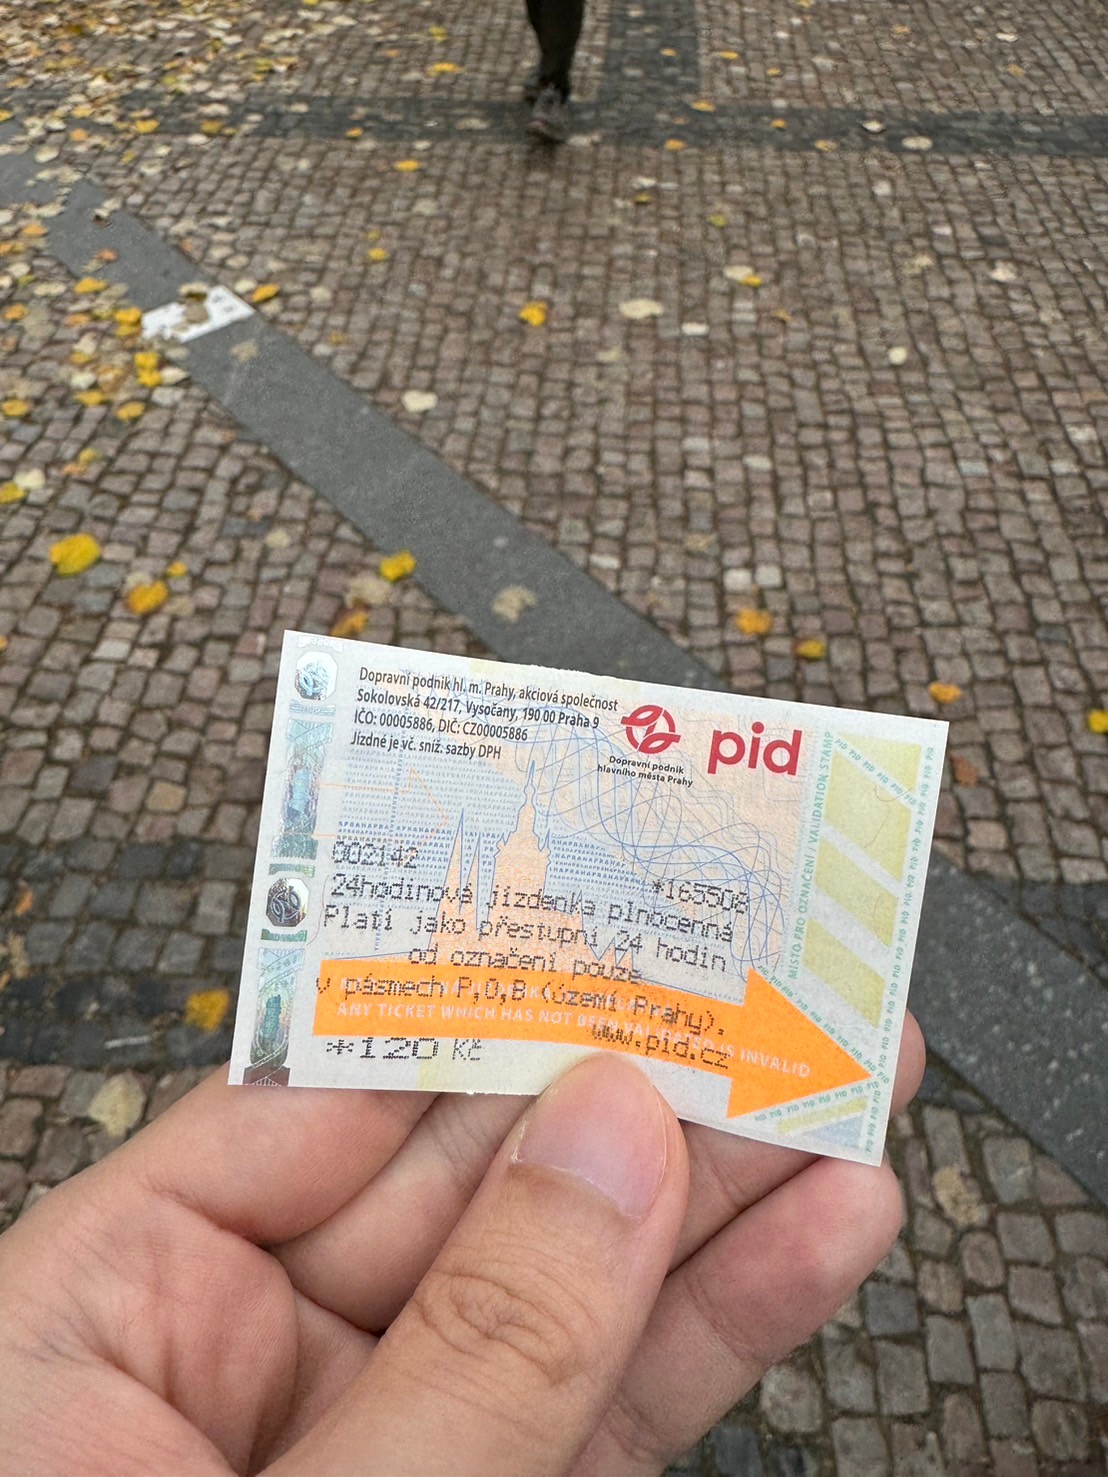 Dopravní podnik hl. m. Prahy, akciová společnost
Sokolovská 42/217, Vysočany, 190 00 Praha 9
IČO: 00005886, DIČ: CZ00005886
Jízdné je vč. sníž. sazby DPH
Dopravní podnik
hlavního města Prahy
pid
MÍSTO PRO OZNAČENÍ / VALIDATION STAMP
002142
*165508
24hodinová jízdenka plnocenná
Platí jako přestupní 24 hodin
od označení pouze
v pásmech P,0,B (území Prahy).
ANY TICKET WHICH HAS NOT BEEN VALIDATED IS INVALID
www.pid.cz
*120 Kč